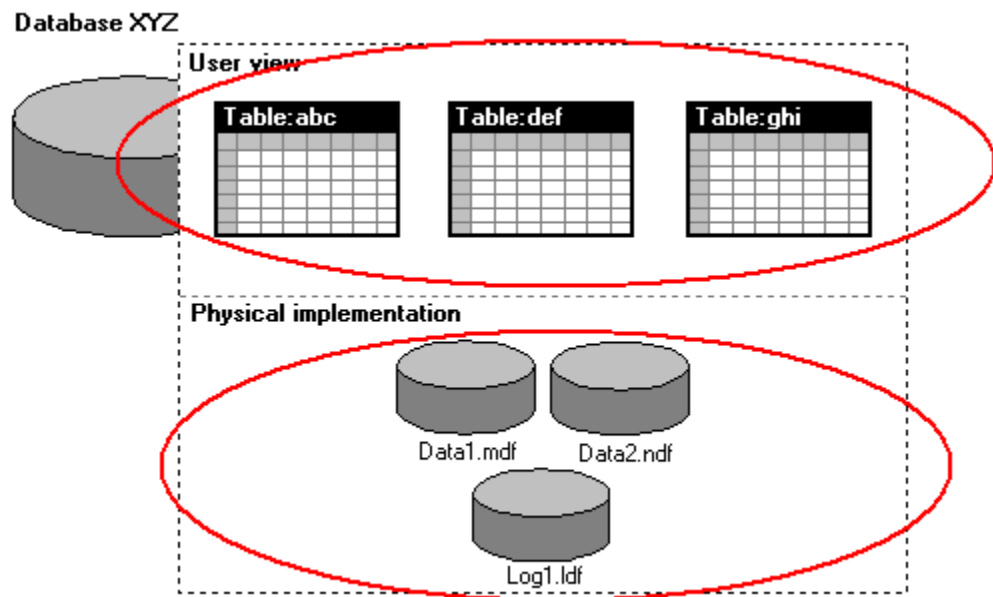 Database XYZ
User view
Table:abc
Table:def
Table:ghi
Physical implementation
Data1.mdf
Data2.ndf
Log1.ldf